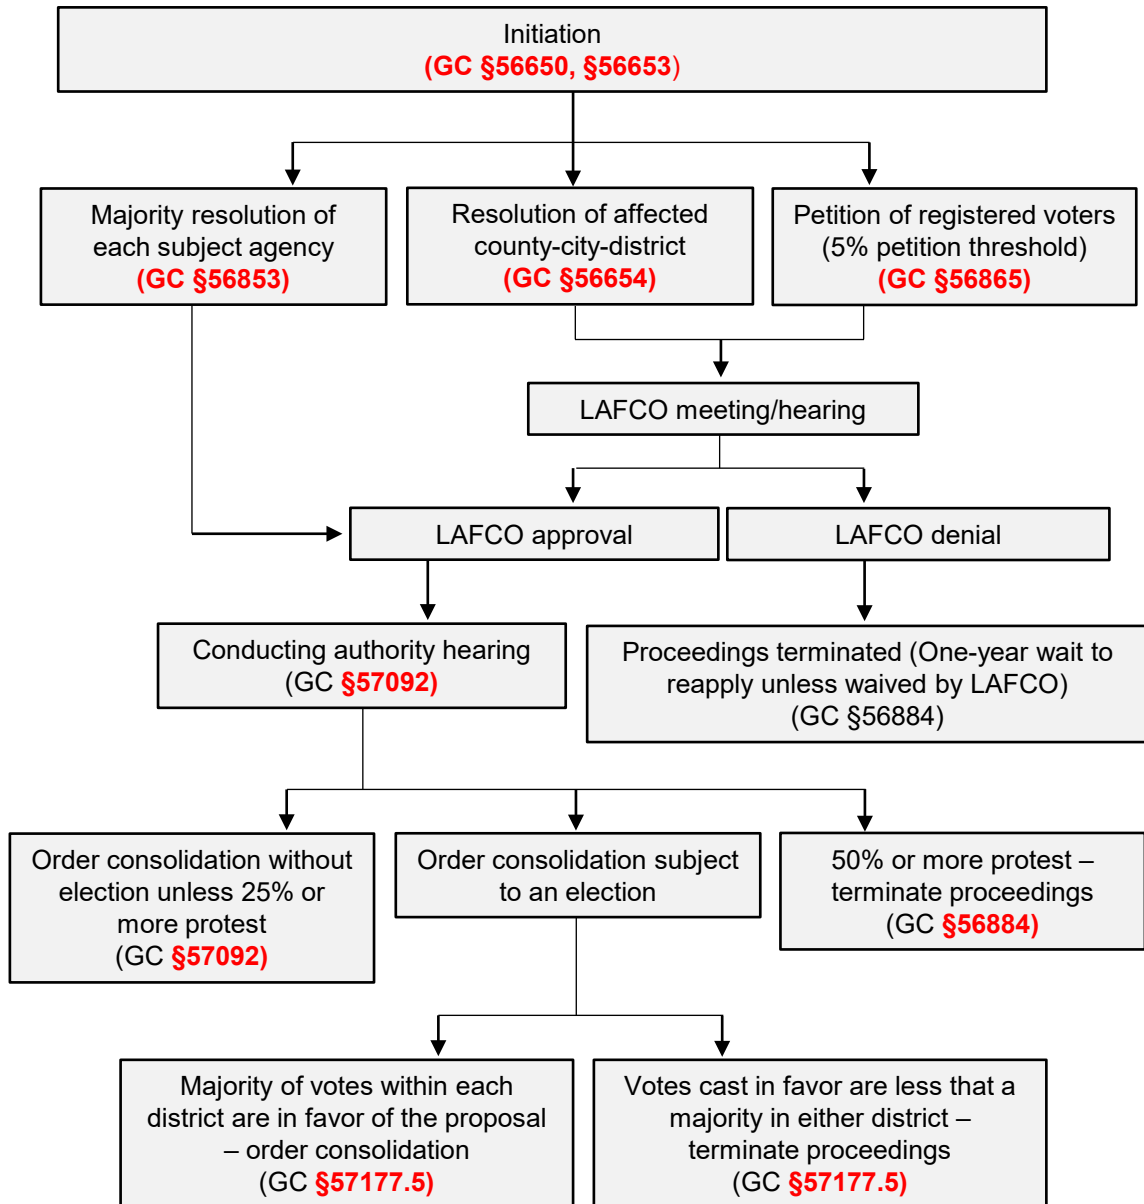 Initiation
(GC §56650, §56653)
Majority resolution of
each subject agency
(GC §56853)
Resolution of affected
county-city-district
(GC §56654)
Petition of registered voters
(5% petition threshold)
(GC §56865)
LAFCO meeting/hearing
LAFCO approval
LAFCO denial
Conducting authority hearing
(GC §57092)
Proceedings terminated (One-year wait to
reapply unless waived by LAFCO)
(GC §56884)
Order consolidation without
election unless 25% or
more protest
(GC §57092)
Order consolidation subject
to an election
50% or more protest –
terminate proceedings
(GC §56884)
Majority of votes within each
district are in favor of the proposal
– order consolidation
(GC §57177.5)
Votes cast in favor are less that a
majority in either district –
terminate proceedings
(GC §57177.5)